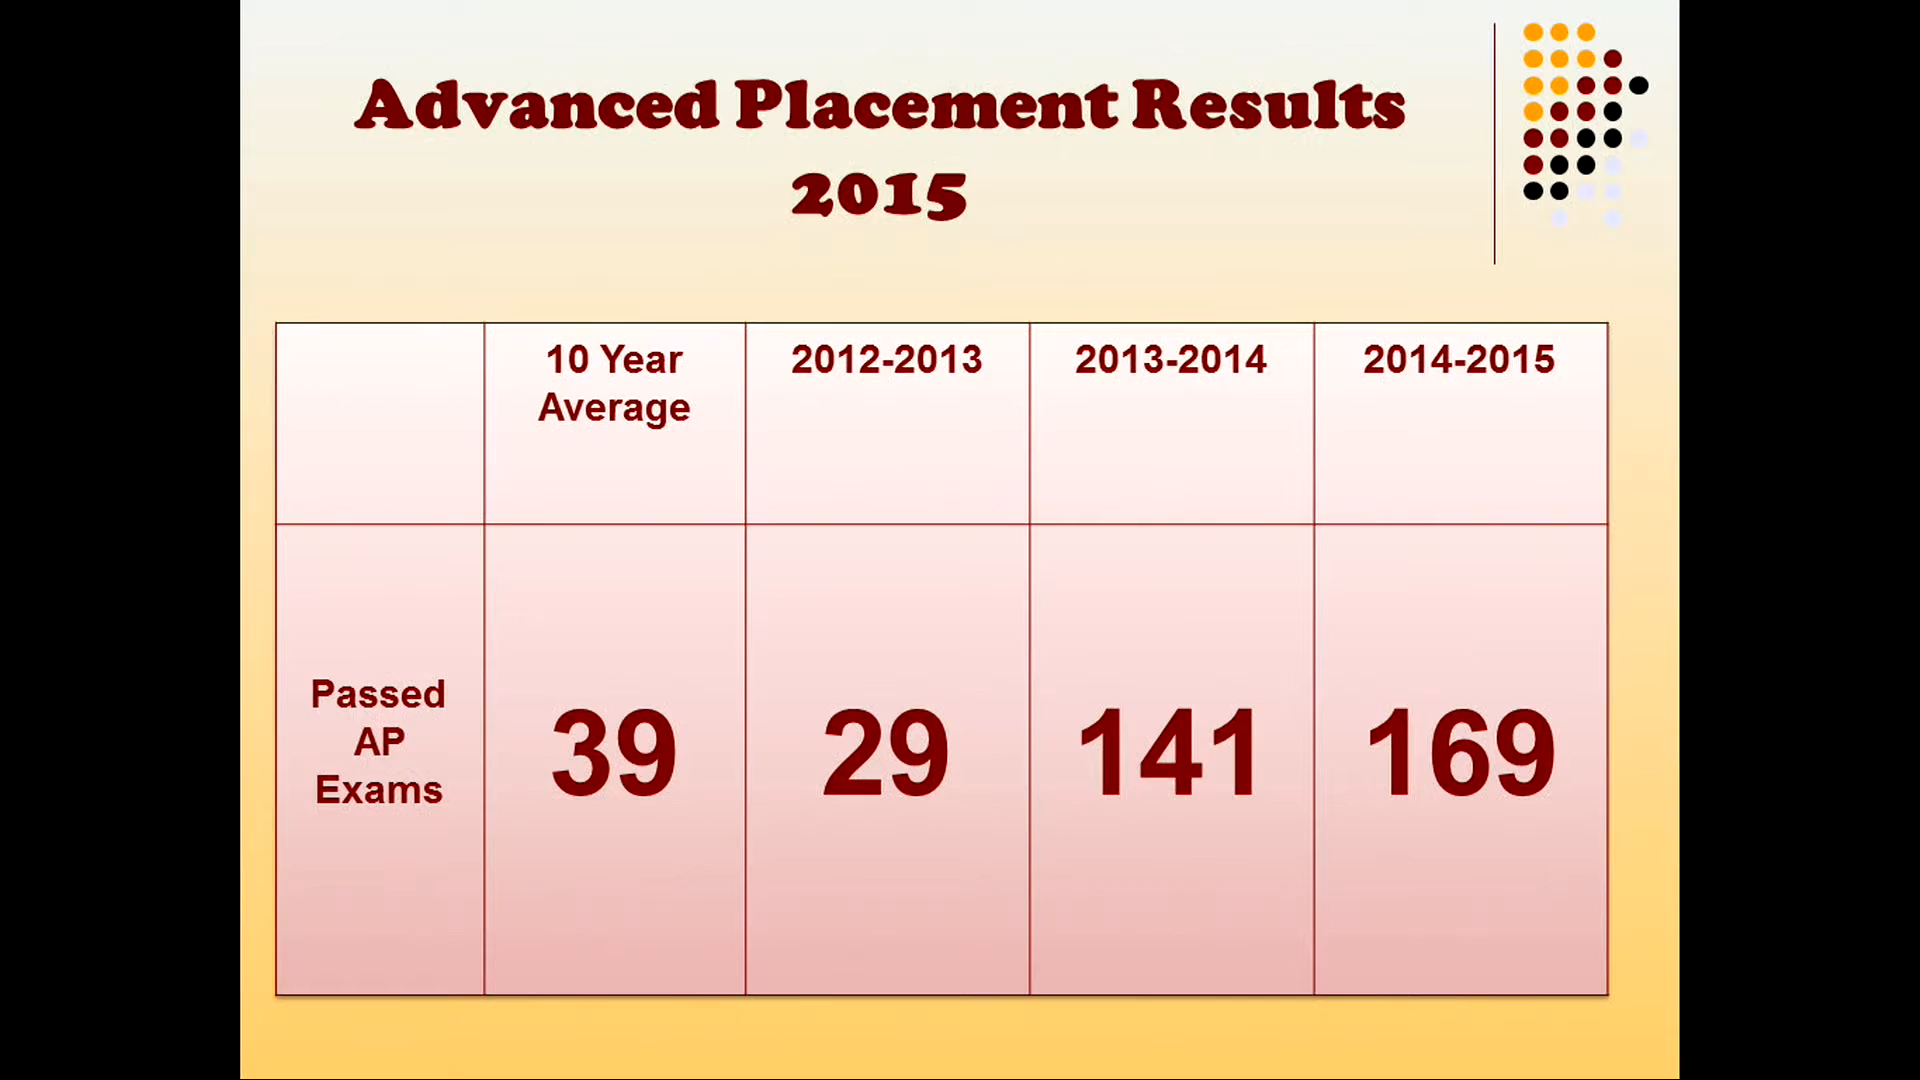 Advanced Placement Results
2015
10 Year
Average
2012-2013
2013-2014
2014-2015
Passed
AP
Exams
39
29
141
169